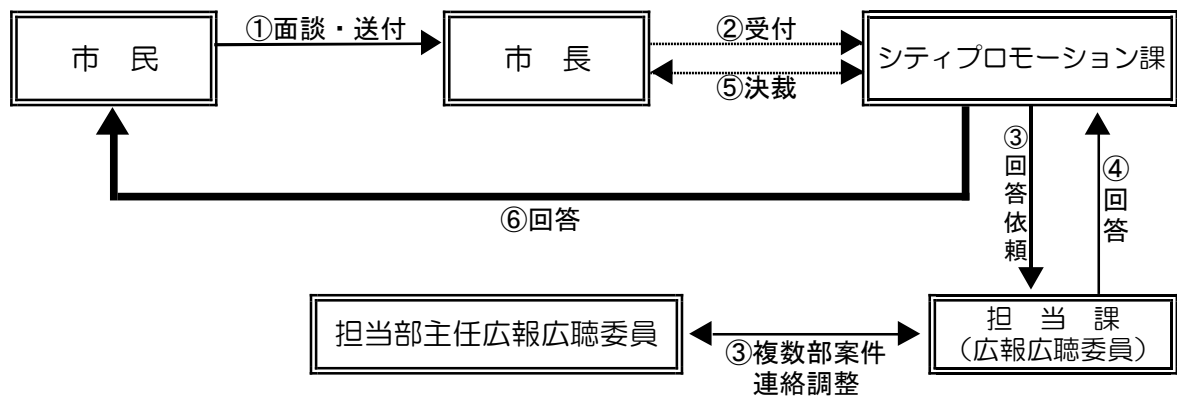 ①面談・送付
②受付
市　民
市　長
シティプロモーション課
⑤決裁
③回答依頼
④回答
⑥回答
担当部主任広報広聴委員
担　当　課
（広報広聴委員）
③複数部案件
連絡調整